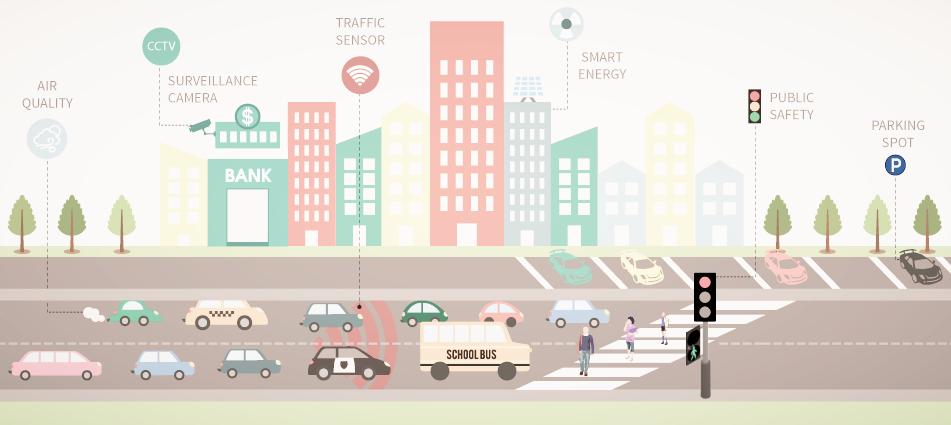 CCTV
TRAFFIC
SENSOR
SMART
ENERGY
SURVEILLANCE
CAMERA
AIR
QUALITY
PUBLIC
SAFETY
PARKING
SPOT
P
$
BANK
SCHOOL BUS